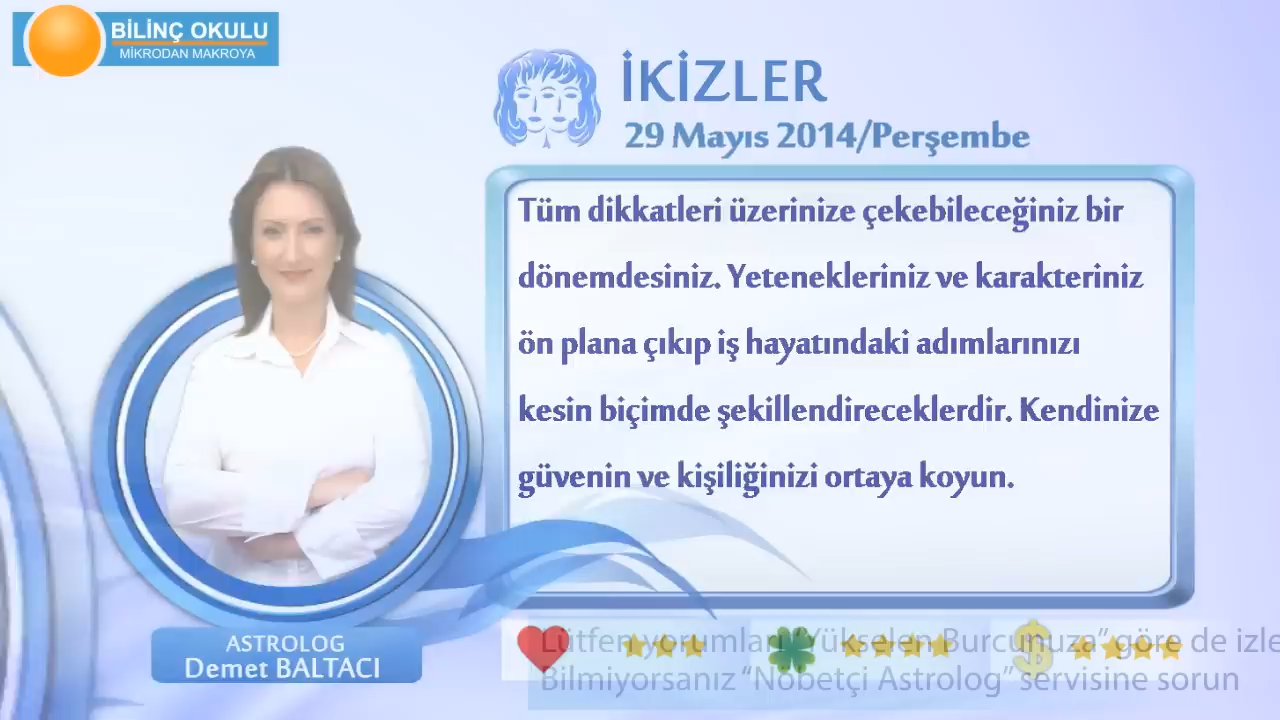 BİLİNÇ OKULU
MİKRODAN MAKROYA
İKİZLER
29 Mayıs 2014/Perşembe
Tüm dikkatleri üzerinize çekebileceğiniz bir
dönemdesiniz. Yetenekleriniz ve karakteriniz
ön plana çıkıp iş hayatındaki adımlarınızı
kesin biçimde şekillendireceklerdir. Kendinize
güvenin ve kişiliğinizi ortaya koyun.
ASTROLOG
Demet BALTACI
Lütfen yorumları "Yükselen Burcunuza" göre de izle
Bilmiyorsanız "Nöbetçi Astrolog" servisine sorun